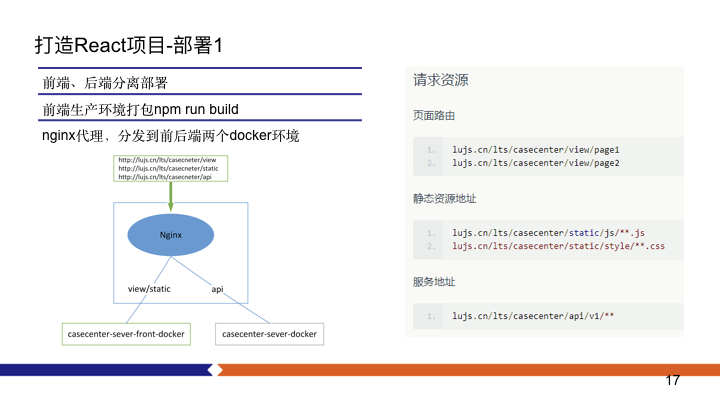 打造React项目-部署1
前端、后端分离部署
前端生产环境打包npm run build
nginx代理，分发到前后端两个docker环境
http://lujs.cn/lts/casecneter/view
http://lujs.cn/lts/casecneter/static
http://lujs.cn/lts/casecneter/api
Nginx
view/static
api
casecenter-sever-front-docker
casecenter-sever-docker
请求资源
页面路由
1. lujs.cn/lts/casecenter/view/page1
2. lujs.cn/lts/casecenter/view/page2
静态资源地址
1. lujs.cn/lts/casecenter/static/js/**.js
2. lujs.cn/lts/casecenter/static/style/**.css
服务地址
1. lujs.cn/lts/casecenter/api/v1/**
17